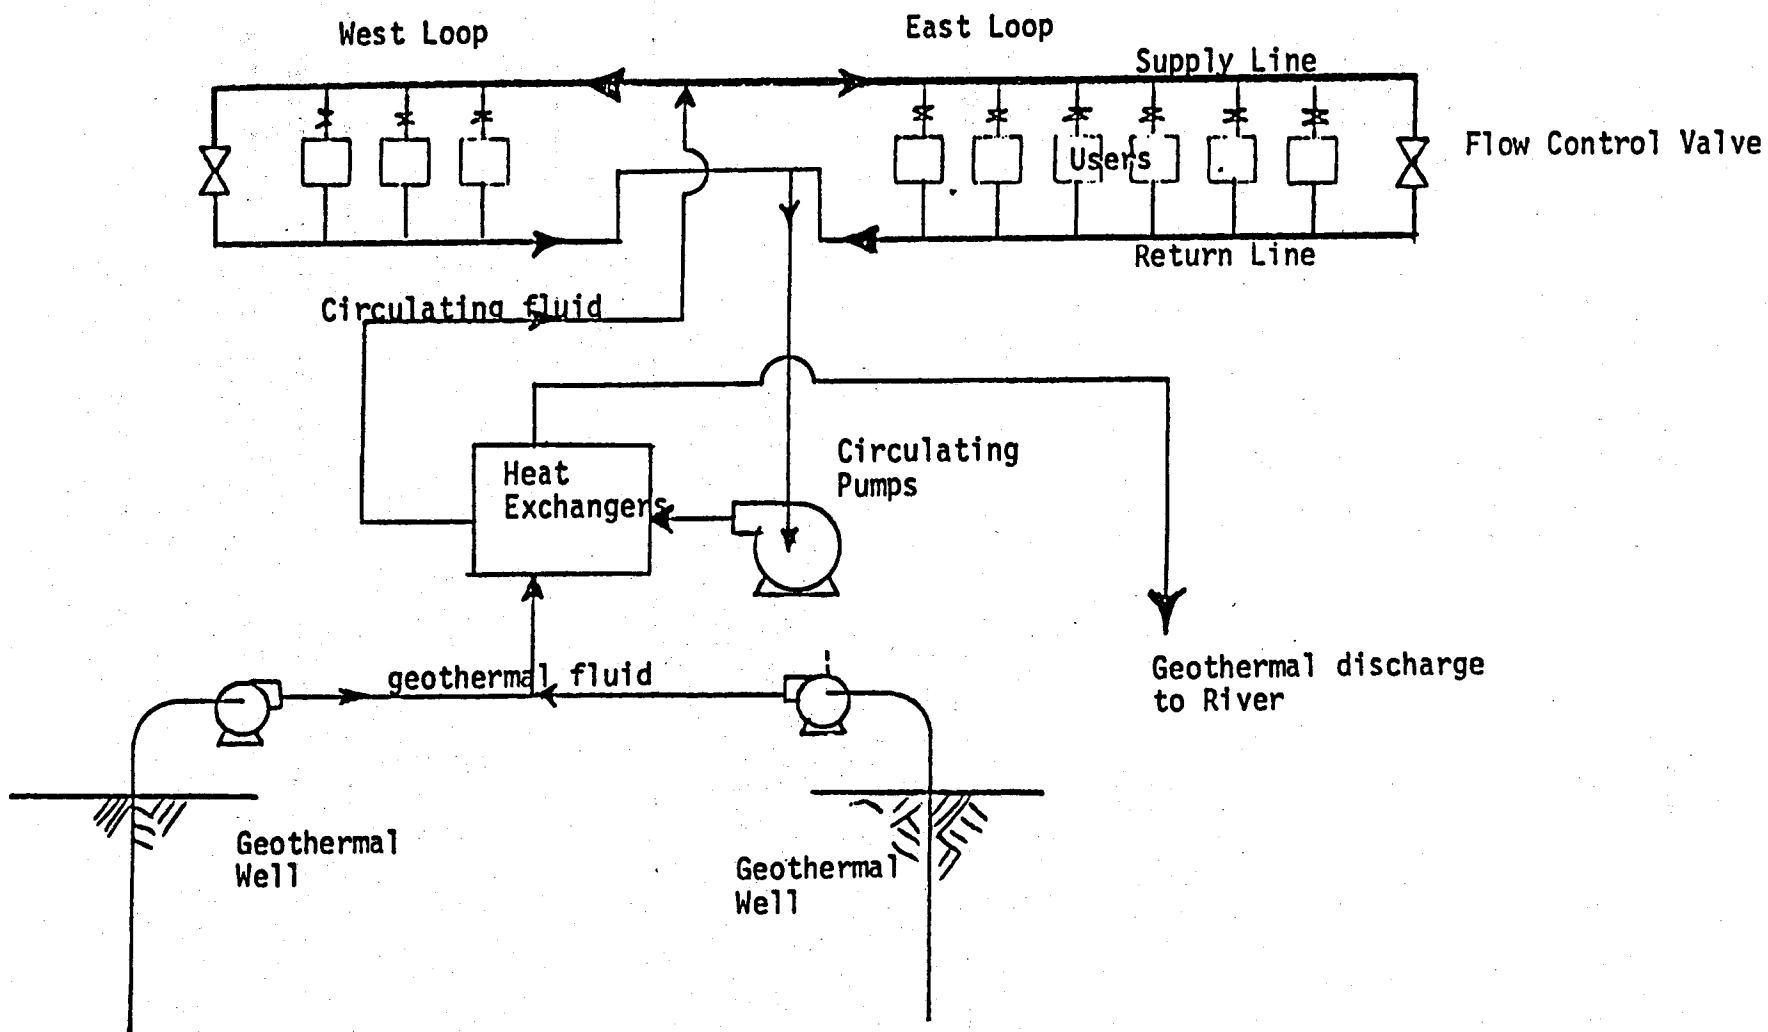 West Loop
East Loop
Supply Line
Users
Flow Control Valve
Return Line
Circulating fluid
Heat
Exchangers
Circulating
Pumps
geothermal fluid
Geothermal discharge
to River
Geothermal
Well
Geothermal
Well